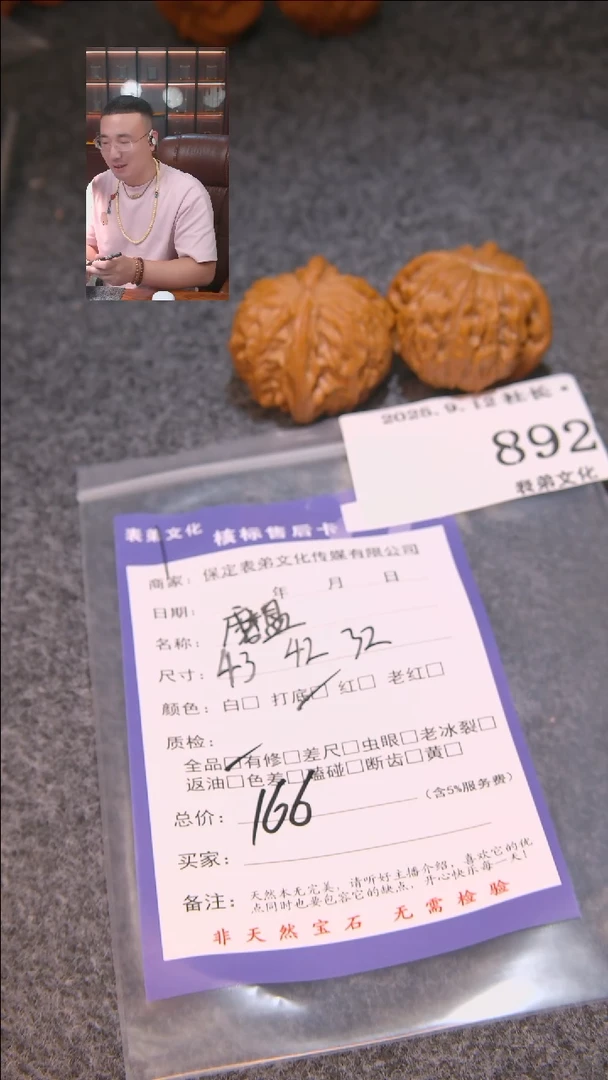 2025.9.12 社长
892
表弟文化
表弟文化 核标售后卡
商家：保定表弟文化传媒有限公司
日期： 年 月 日
名称：磨盘
尺寸：43 42 32
颜色：白□ 打底□ 红□ 老红□
质检：
全品□有修□差尺□虫眼□老冰裂□
返油□色差□磕碰□断齿□黄□
总价：166 （含5%服务费）
买家：
备注：天然本无完美，请听好主播介绍，喜欢它的优
点同时也要包容它的缺点，开心快乐每一天！
非天然宝石 无需检验